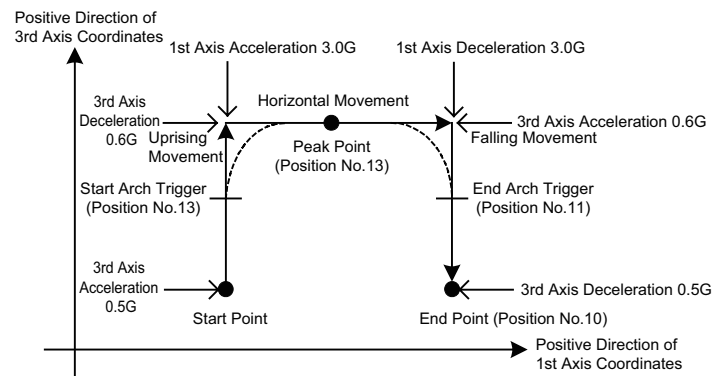 Positive Direction of
3rd Axis Coordinates
1st Axis Acceleration 3.0G
1st Axis Deceleration 3.0G
3rd Axis
Deceleration
0.6G
Horizontal Movement
3rd Axis Acceleration 0.6G
Uprising
Movement
Falling Movement
Peak Point
(Position No.13)
Start Arch Trigger
(Position No.13)
End Arch Trigger
(Position No.11)
3rd Axis
Acceleration
0.5G
3rd Axis Deceleration 0.5G
Start Point
End Point (Position No.10)
Positive Direction of
1st Axis Coordinates